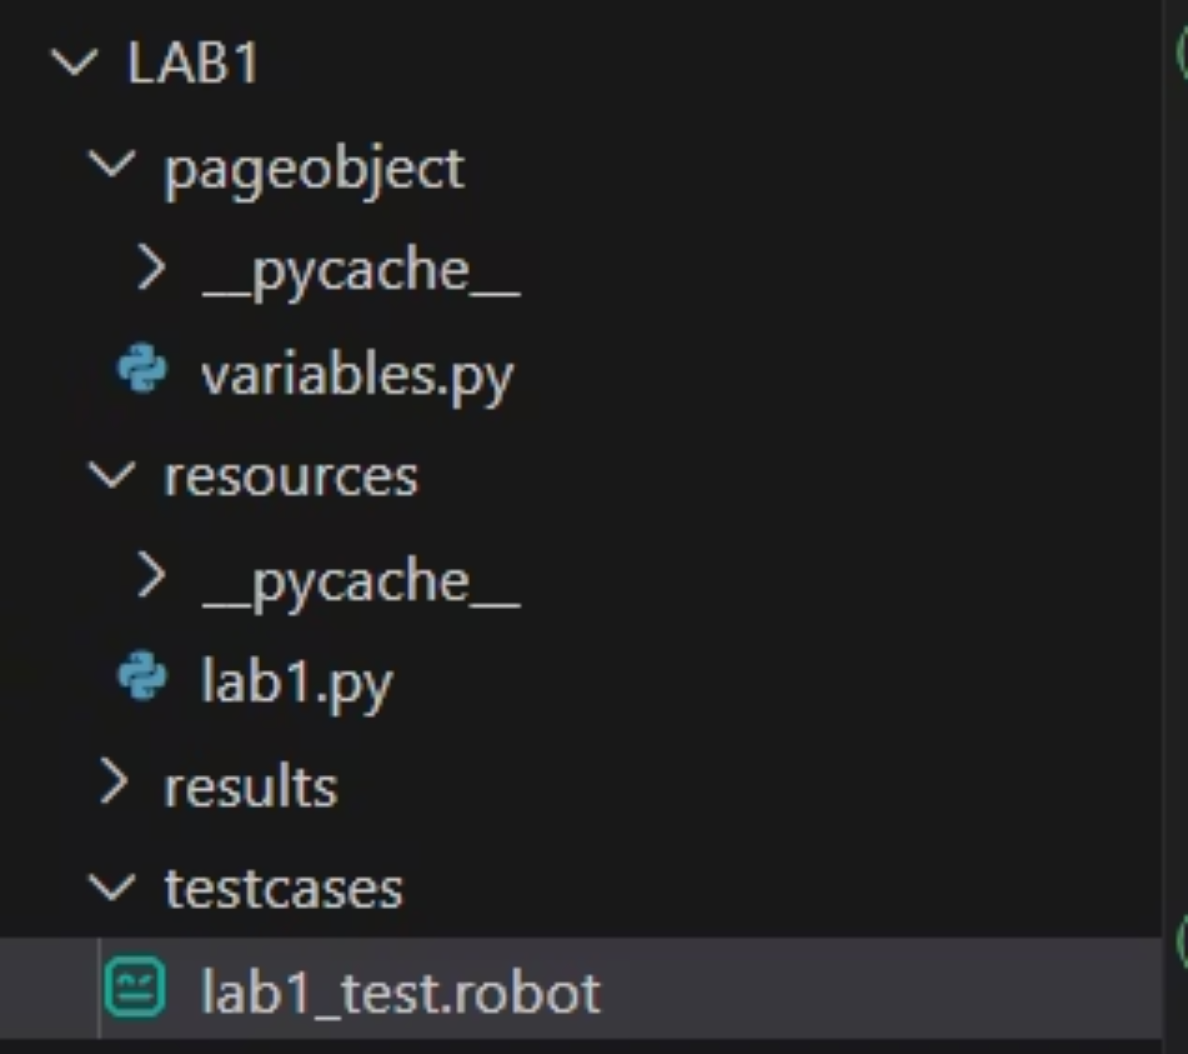 LAB1
pageobject
__pycache__
variables.py
resources
__pycache__
lab1.py
results
testcases
lab1_test.robot